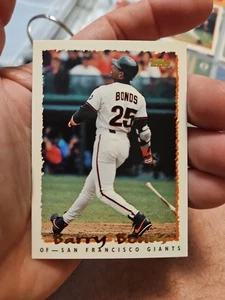 BONDS
25
Barry Bonds
OF—SAN FRANCISCO GIANTS